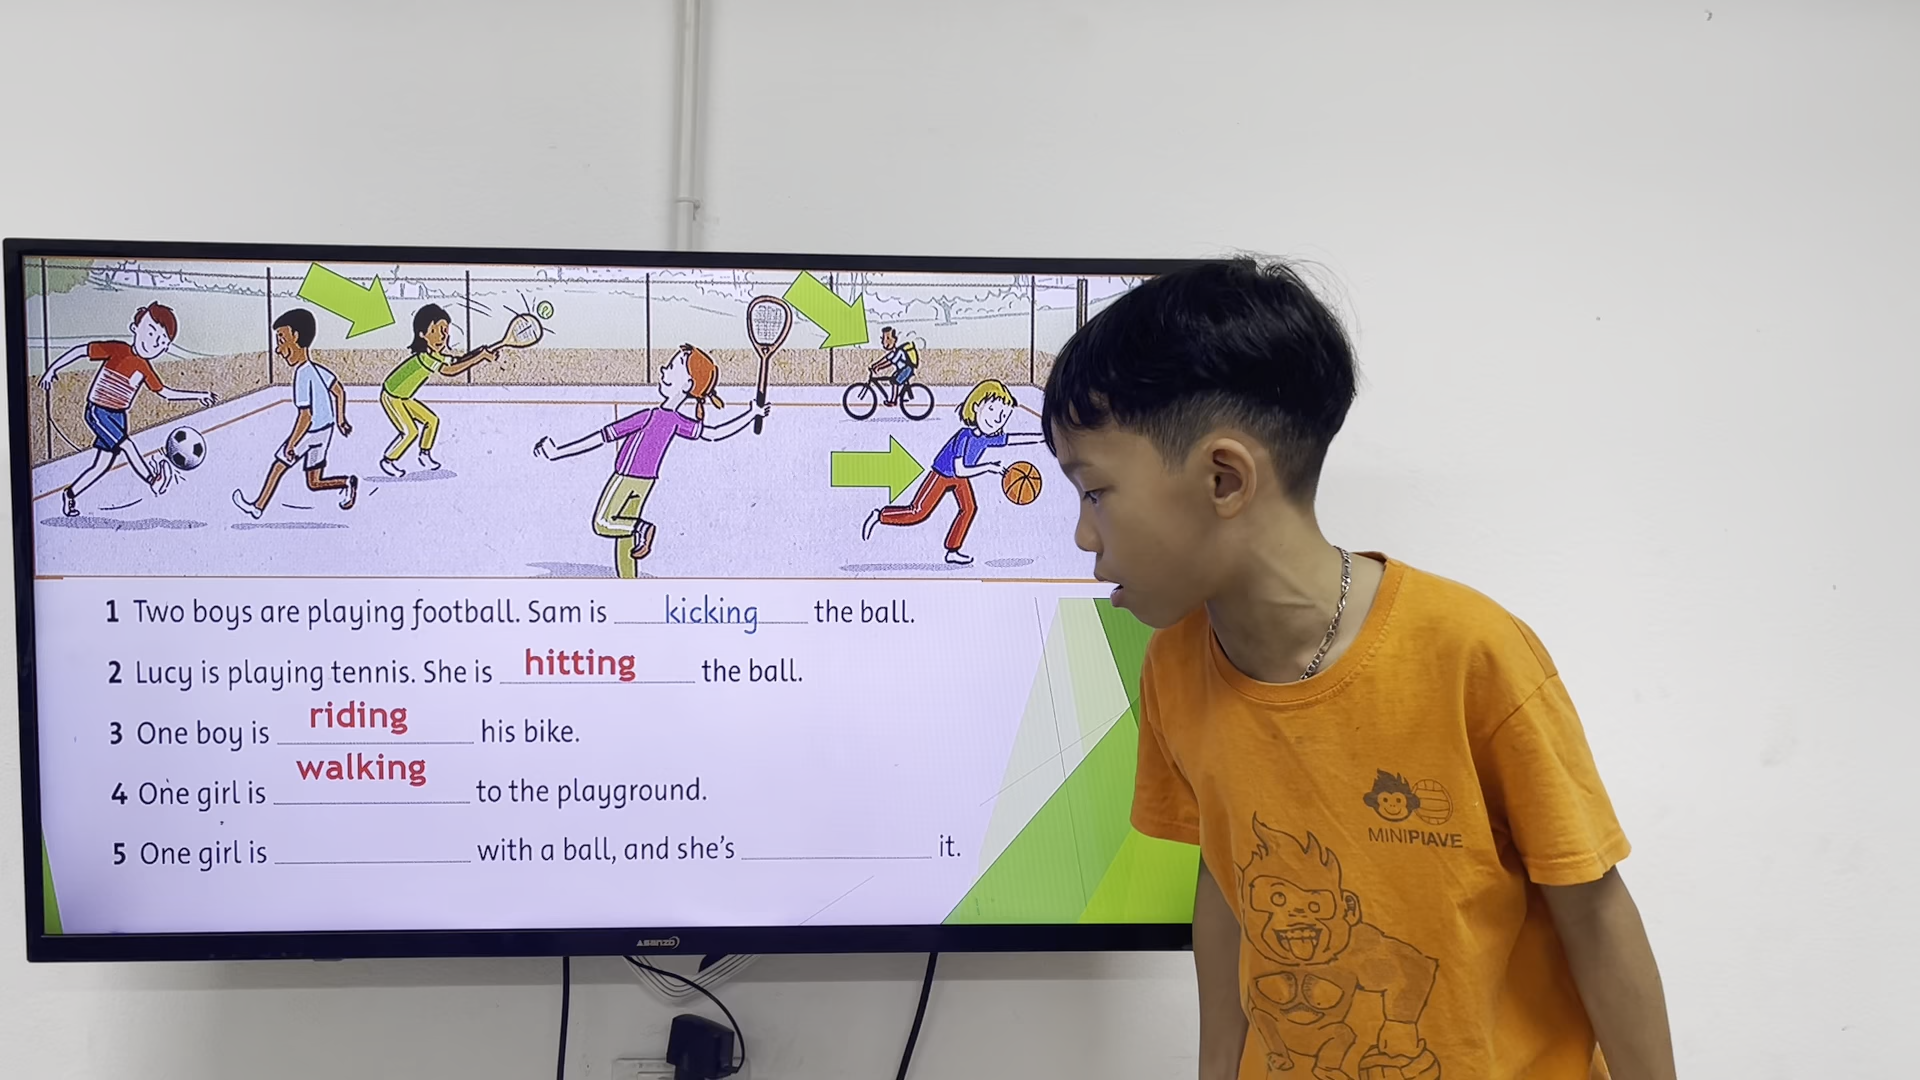 1 Two boys are playing football. Sam is kicking the ball.
2 Lucy is playing tennis. She is hitting the ball.
3 One boy is riding his bike.
4 One girl is walking to the playground.
5 One girl is with a ball, and she's it.
ASANZO
MINIPIAVE